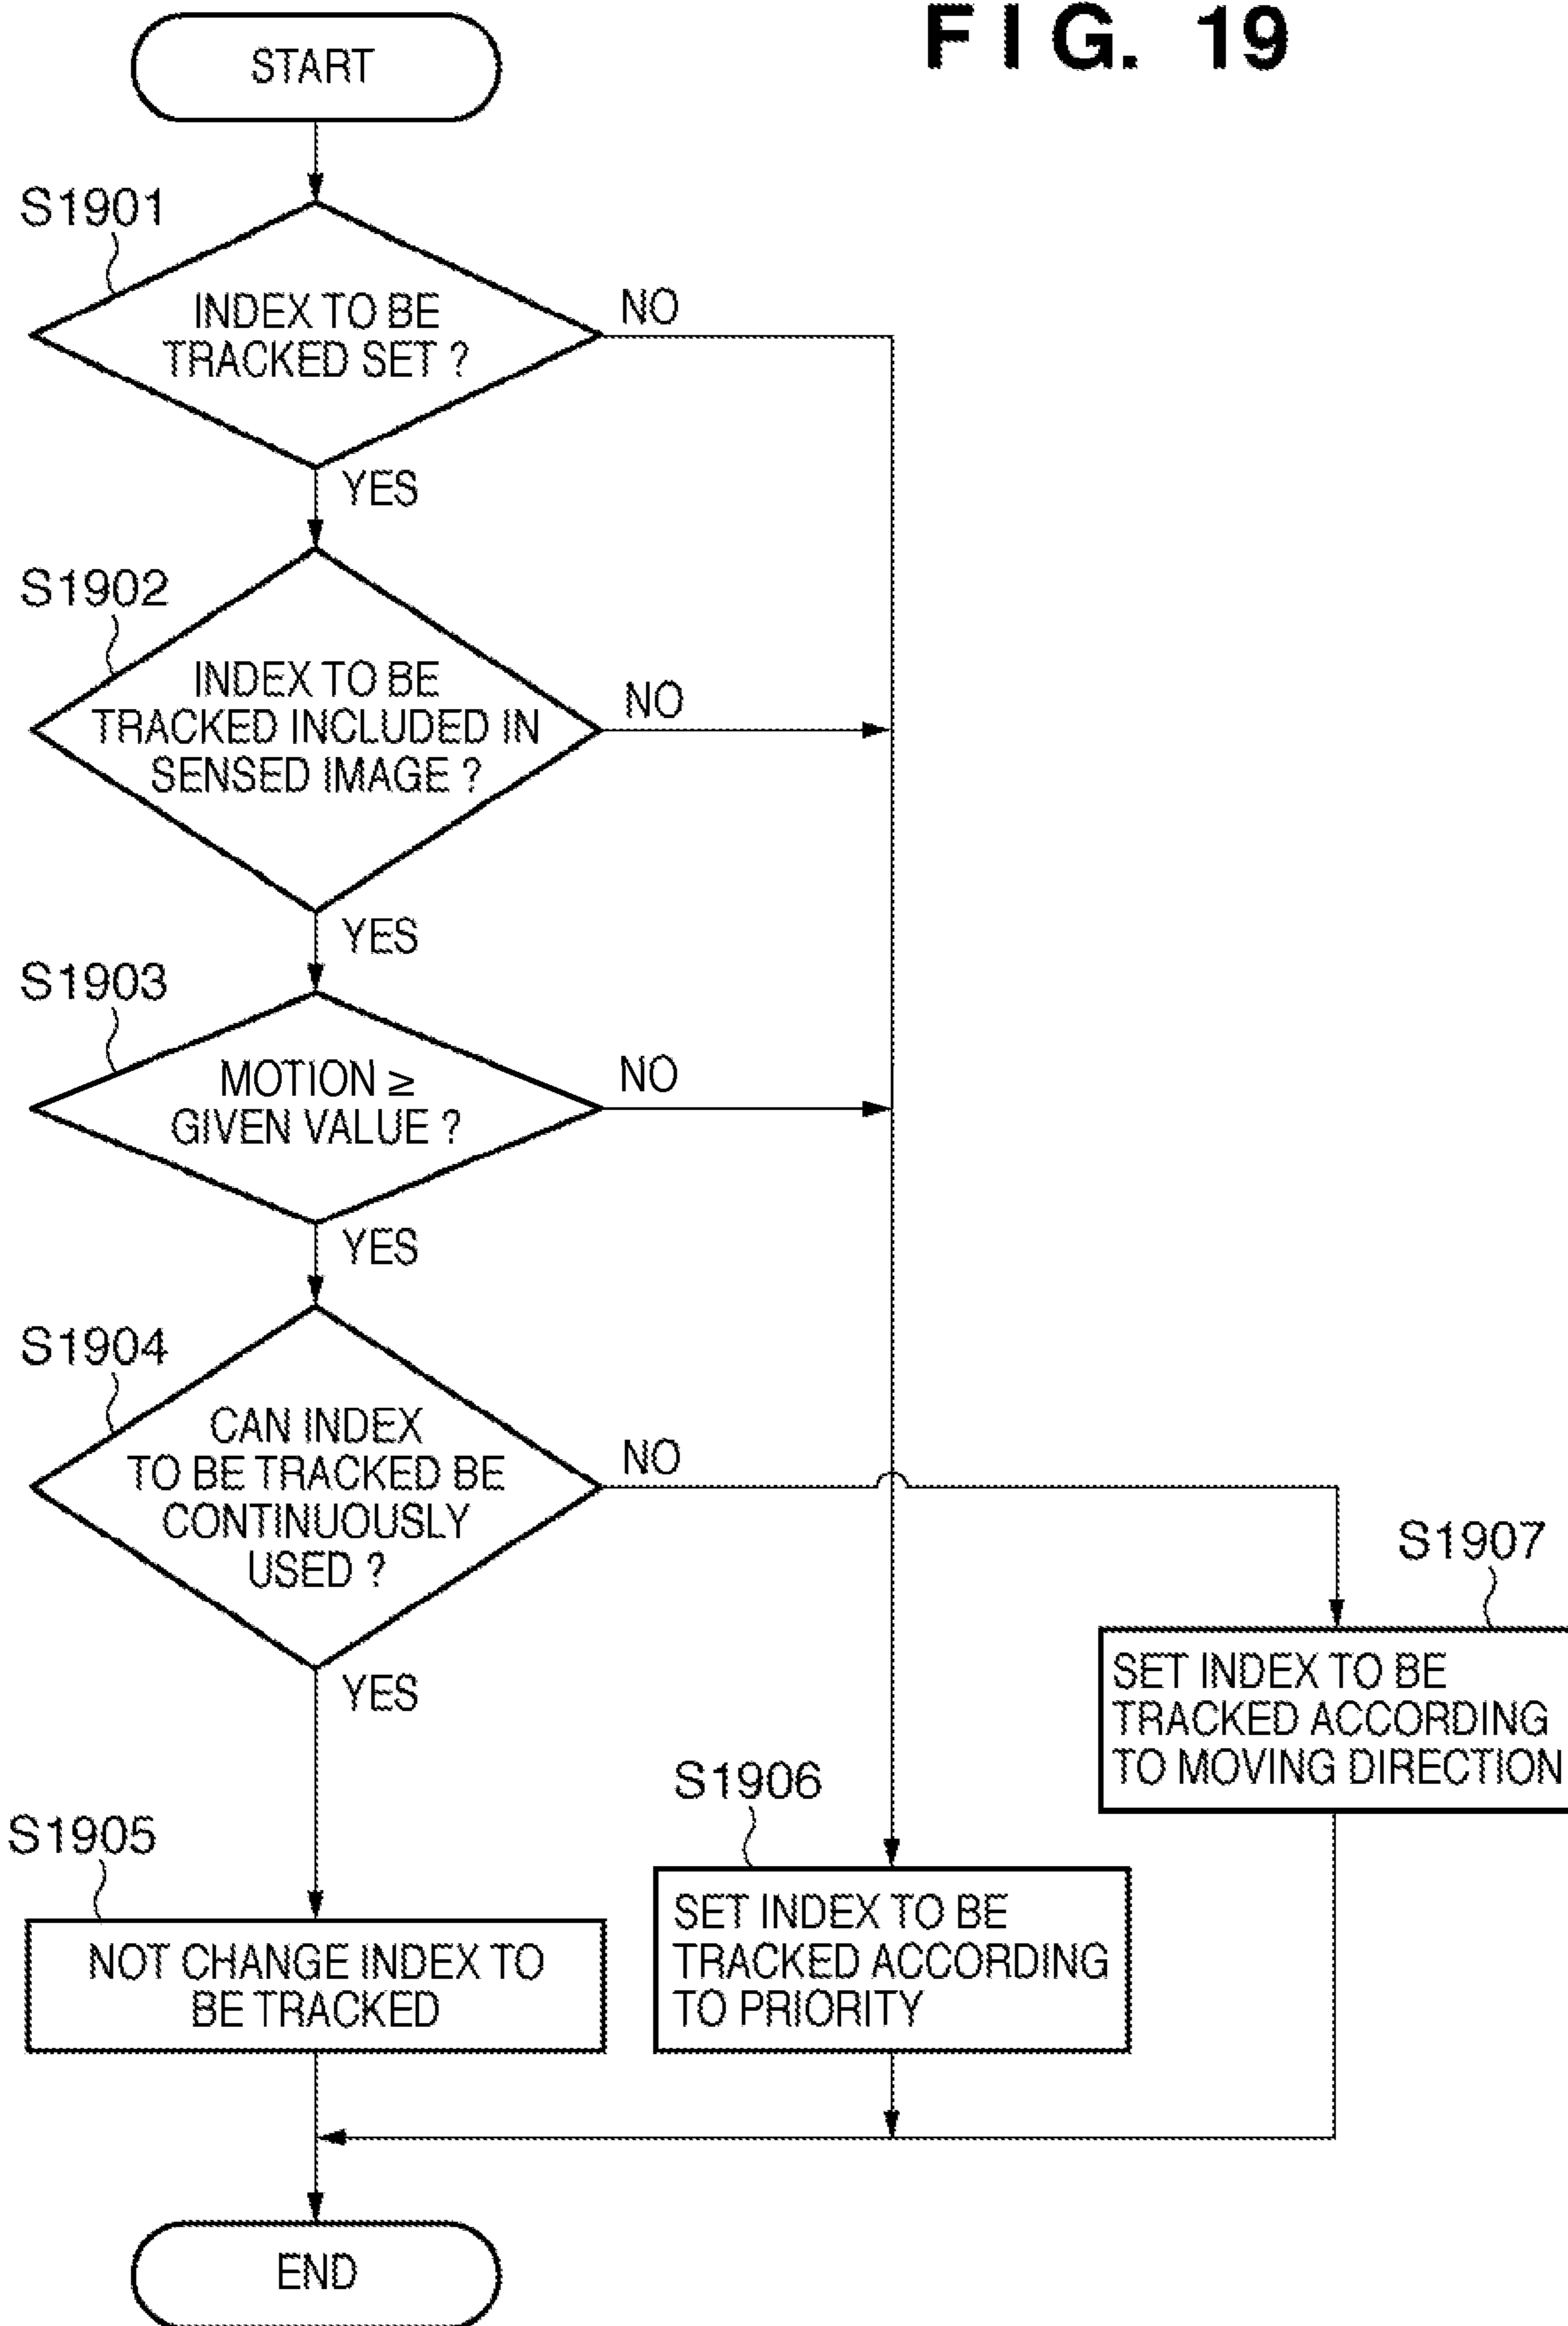 FIG. 19
START
S1901
INDEX TO BE
TRACKED SET ?
NO
YES
S1902
INDEX TO BE
TRACKED INCLUDED IN
SENSED IMAGE ?
NO
YES
S1903
MOTION ≥
GIVEN VALUE ?
NO
YES
S1904
CAN INDEX
TO BE TRACKED BE
CONTINUOUSLY
USED ?
NO
YES
S1907
SET INDEX TO BE
TRACKED ACCORDING
TO MOVING DIRECTION
S1906
SET INDEX TO BE
TRACKED ACCORDING
TO PRIORITY
S1905
NOT CHANGE INDEX TO
BE TRACKED
END